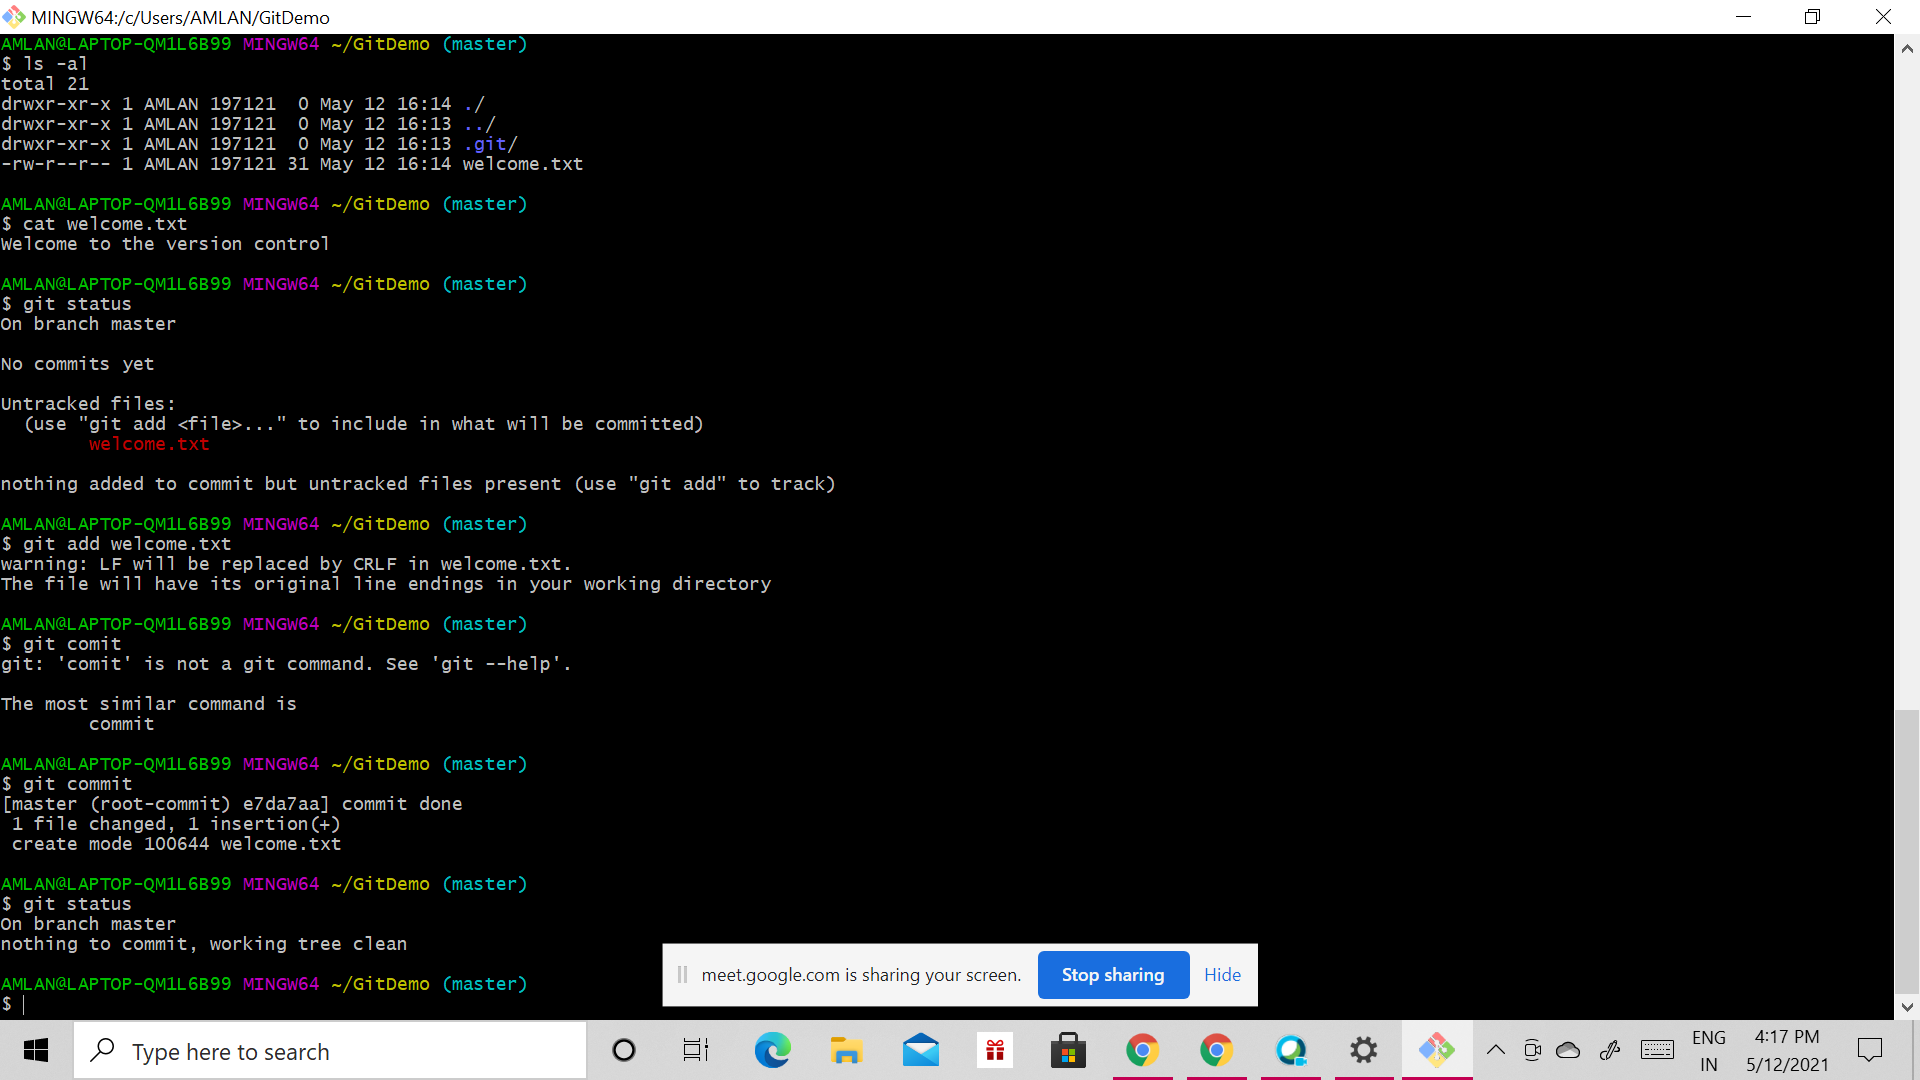 MINGW64:/c/Users/AMLAN/GitDemo
AMLAN@LAPTOP-QM1L6B99 MINGW64 ~/GitDemo (master)
$ ls -al
total 21
drwxr-xr-x 1 AMLAN 197121  0 May 12 16:14 ./
drwxr-xr-x 1 AMLAN 197121  0 May 12 16:13 ../
drwxr-xr-x 1 AMLAN 197121  0 May 12 16:13 .git/
-rw-r--r-- 1 AMLAN 197121 31 May 12 16:14 welcome.txt
AMLAN@LAPTOP-QM1L6B99 MINGW64 ~/GitDemo (master)
$ cat welcome.txt
Welcome to the version control
AMLAN@LAPTOP-QM1L6B99 MINGW64 ~/GitDemo (master)
$ git status
On branch master
No commits yet
Untracked files:
  (use "git add <file>..." to include in what will be committed)
        welcome.txt
nothing added to commit but untracked files present (use "git add" to track)
AMLAN@LAPTOP-QM1L6B99 MINGW64 ~/GitDemo (master)
$ git add welcome.txt
warning: LF will be replaced by CRLF in welcome.txt.
The file will have its original line endings in your working directory
AMLAN@LAPTOP-QM1L6B99 MINGW64 ~/GitDemo (master)
$ git comit
git: 'comit' is not a git command. See 'git --help'.
The most similar command is
        commit
AMLAN@LAPTOP-QM1L6B99 MINGW64 ~/GitDemo (master)
$ git commit
[master (root-commit) e7da7aa] commit done
 1 file changed, 1 insertion(+)
 create mode 100644 welcome.txt
AMLAN@LAPTOP-QM1L6B99 MINGW64 ~/GitDemo (master)
$ git status
On branch master
nothing to commit, working tree clean
AMLAN@LAPTOP-QM1L6B99 MINGW64 ~/GitDemo (master)
$
meet.google.com is sharing your screen. Stop sharing Hide
Type here to search
ENG
IN
4:17 PM
5/12/2021